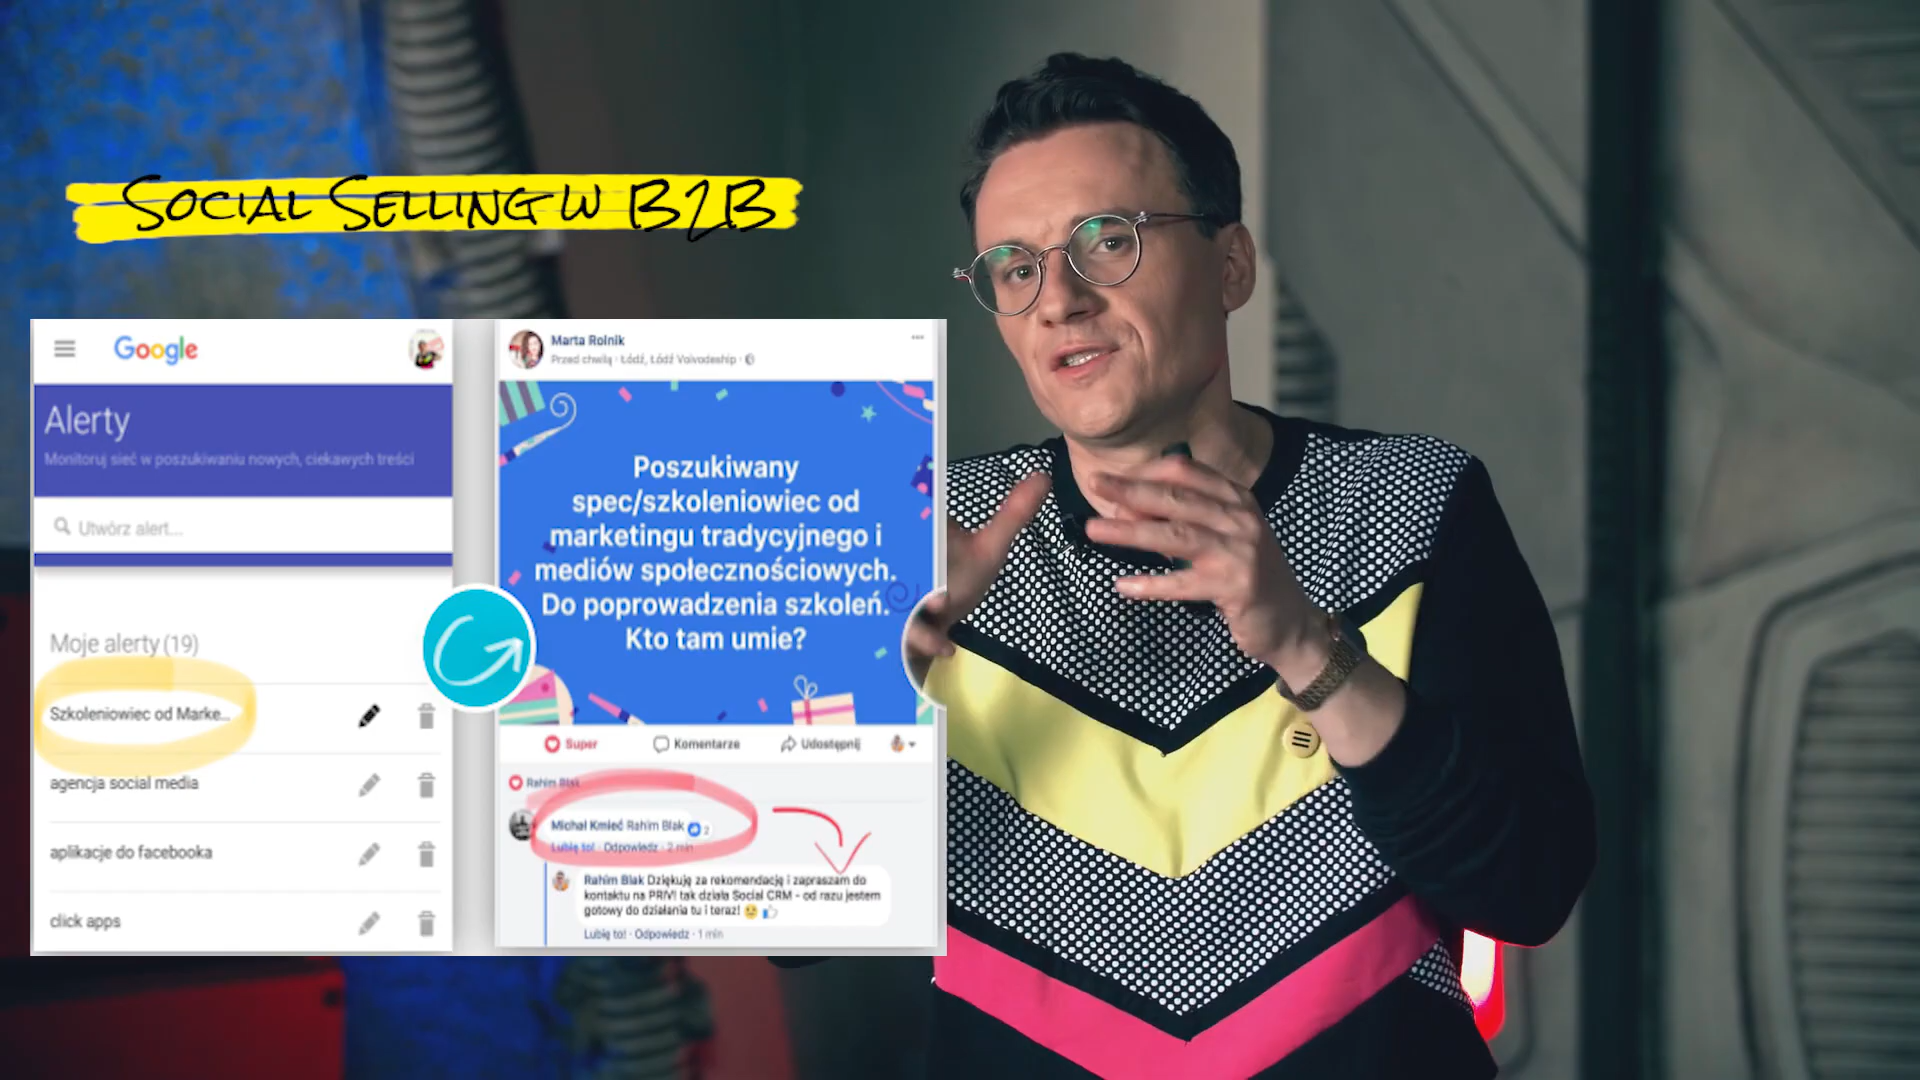 Social Selling w B2B
Google
Alerty
Monitoruj sieć w poszukiwaniu nowych, ciekawych treści
Utwórz alert...
Moje alerty (19)
Szkoleniowiec od Marke...
agencja social media
aplikacje do facebooka
click apps
Marta Rolnik
Przed chwilą · Łódź, Łódź Voivodeship ·
Poszukiwany
spec/szkoleniowiec od
marketingu tradycyjnego i
mediów społecznościowych.
Do poprowadzenia szkoleń.
Kto tam umie?
Super Komentarze Udostępnij
Rahim Blak
Michał Kmieć Rahim Blak 2
Lubię to! · Odpowiedz · 2 min
Rahim Blak Dziękuję za rekomendację i zapraszam do
kontaktu na PRIV! tak działa Social CRM - od razu jestem
gotowy do działania tu i teraz!
Lubię to! · Odpowiedz · 1 min